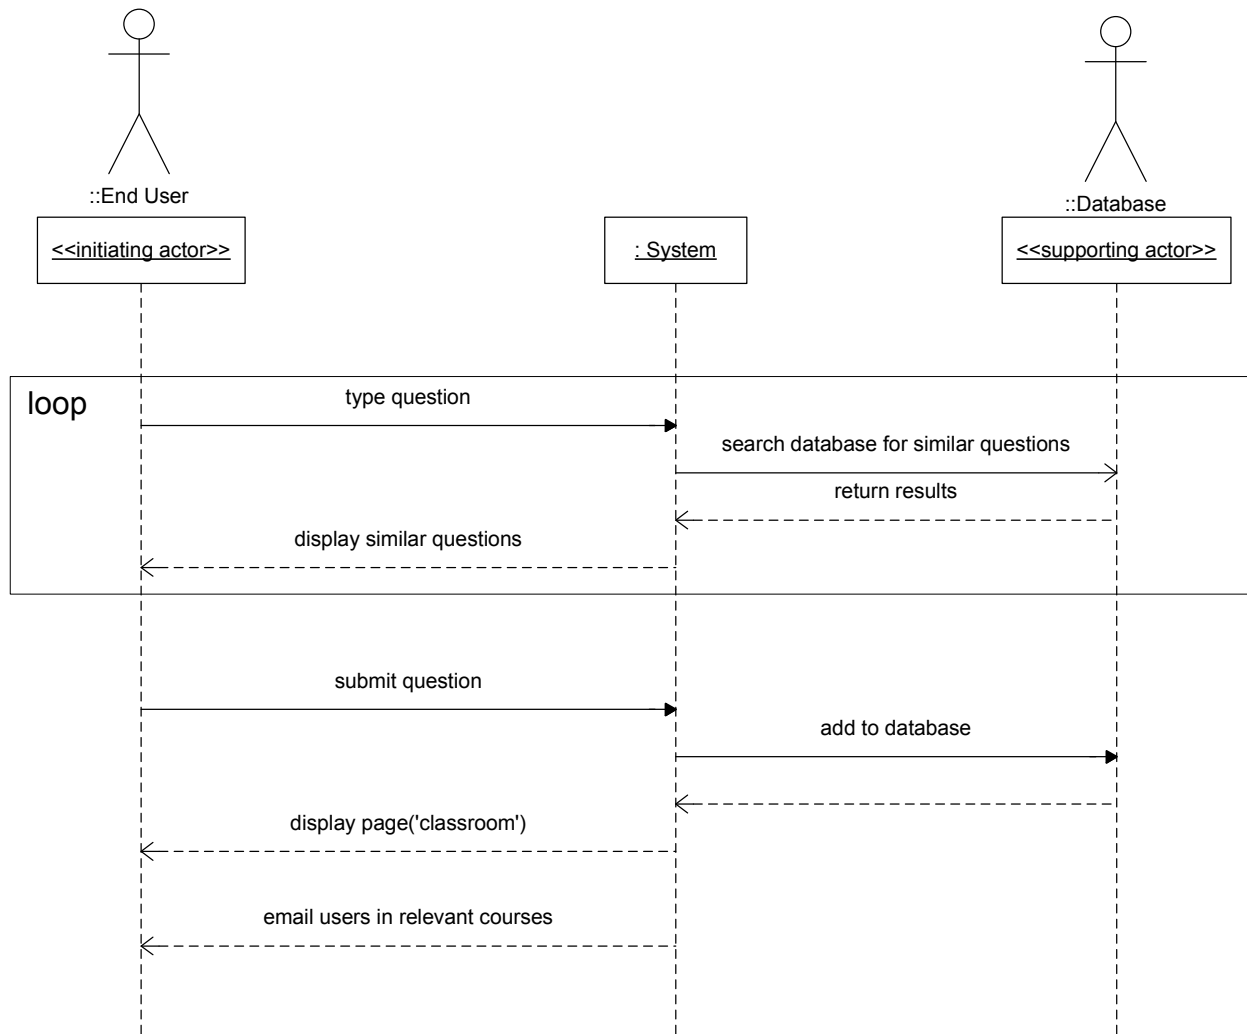 ::End User
::Database
<<initiating actor>>
: System
<<supporting actor>>
loop
type question
search database for similar questions
return results
display similar questions
submit question
add to database
display page('classroom')
email users in relevant courses